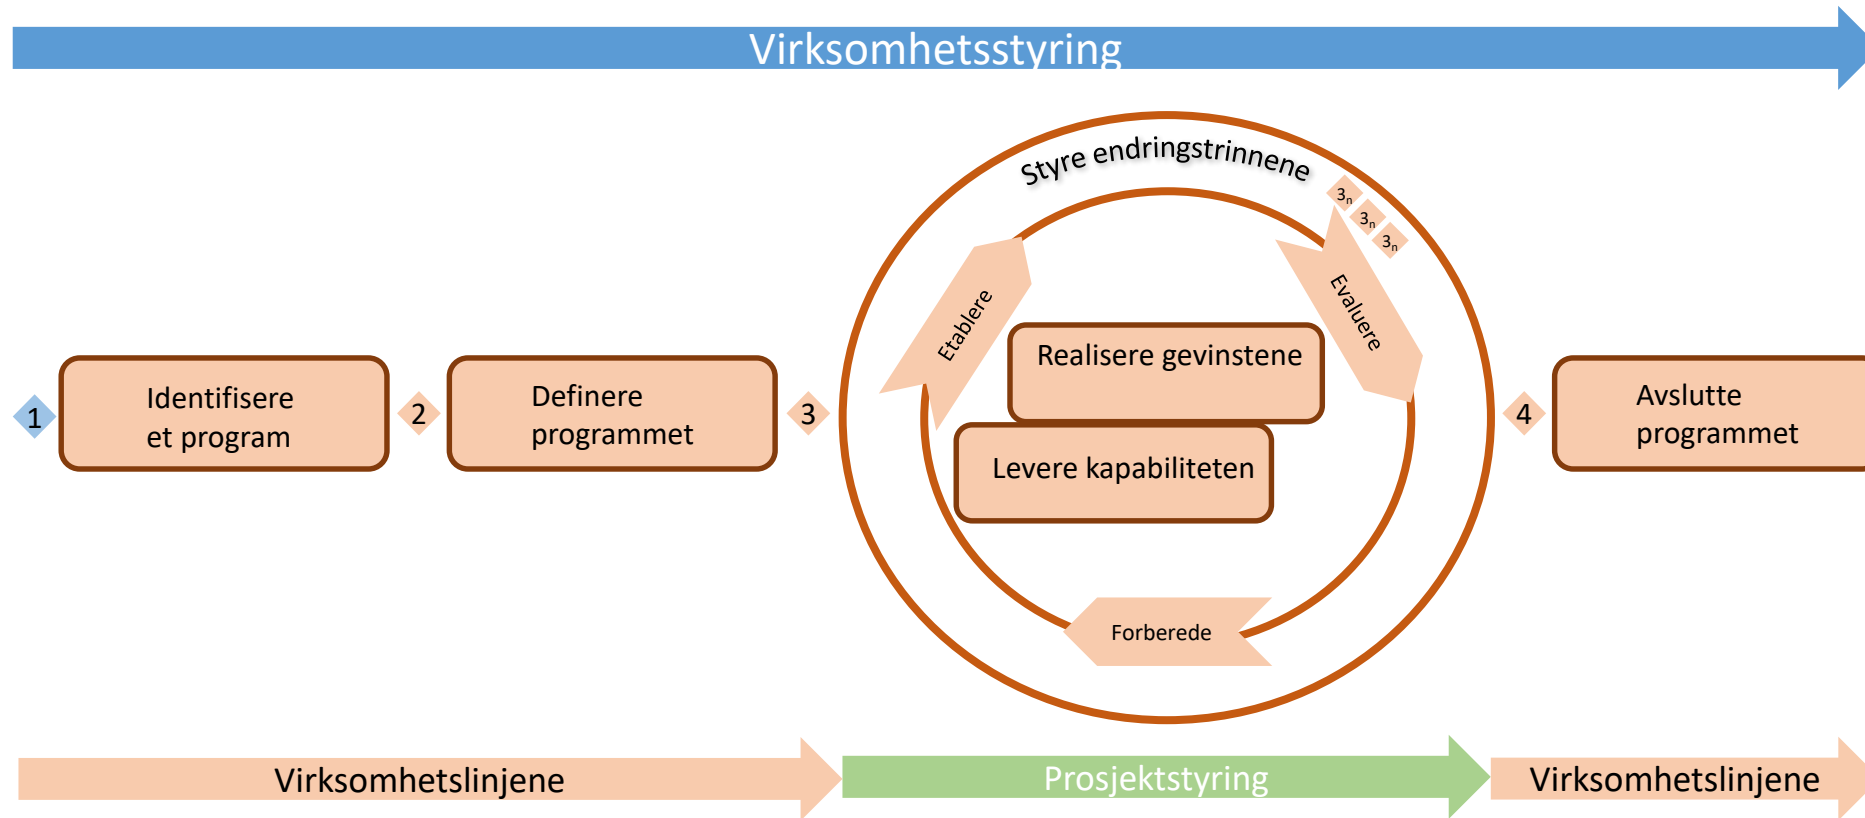 Virksomhetsstyring
Styre endringstrinnene
3n
3n
3n
Etablere
Evaluere
Realisere gevinstene
Levere kapabiliteten
Forberede
1
Identifisere
et program
2
Definere
programmet
3
4
Avslutte
programmet
Virksomhetslinjene
Prosjektstyring
Virksomhetslinjene